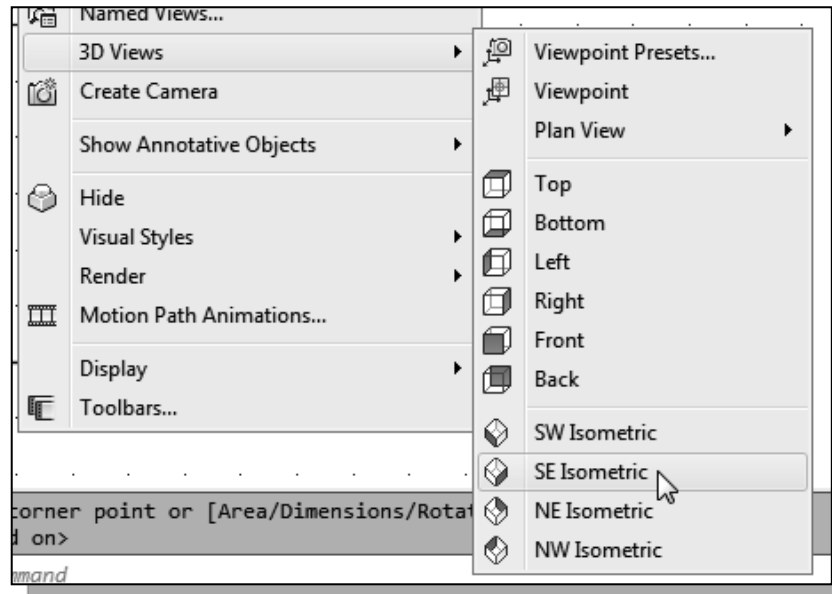 Named Views...
3D Views
Create Camera
Show Annotative Objects
Hide
Visual Styles
Render
Motion Path Animations...
Display
Toolbars...
Viewpoint Presets...
Viewpoint
Plan View
Top
Bottom
Left
Right
Front
Back
SW Isometric
SE Isometric
NE Isometric
NW Isometric
corner point or [Area/Dimensions/Rotat
d on>
mmand